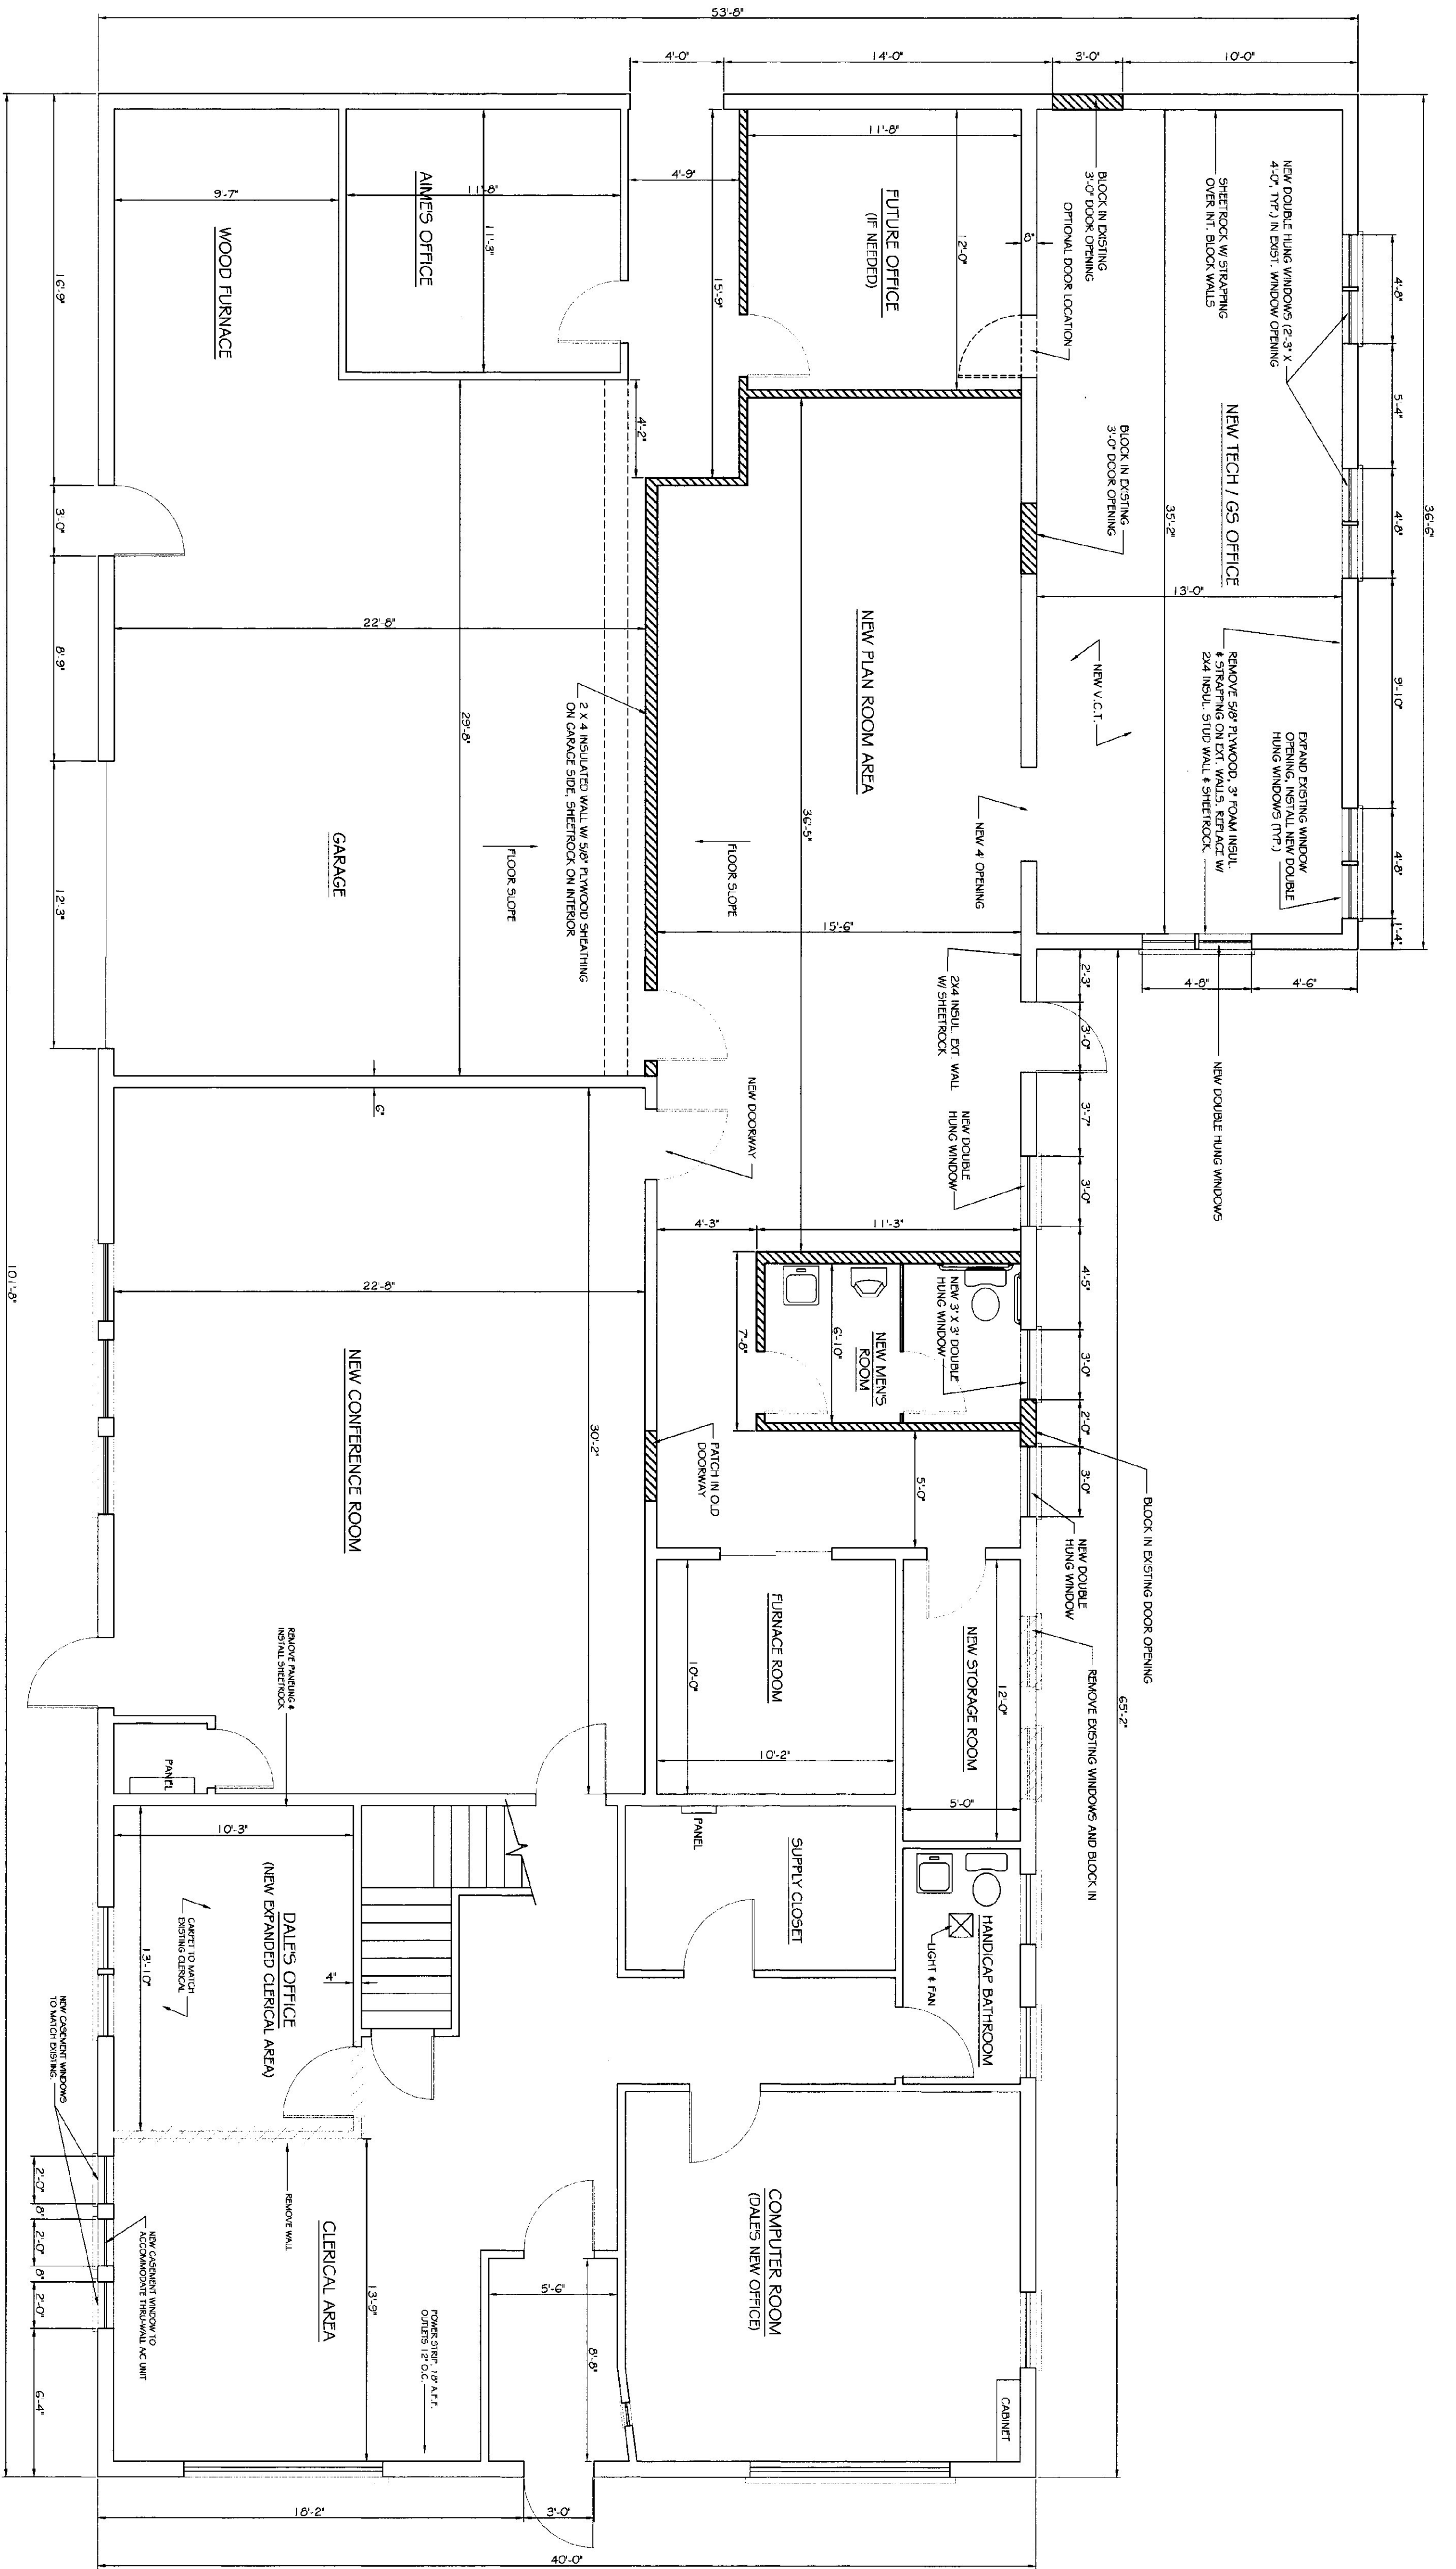 53'-8"
4'-0"
14'-0"
3'-0"
10'-0"
36'-6"
4'-8"
5'-4"
4'-8"
9'-10"
4'-8"
1'-4"
NEW DOUBLE HUNG WINDOWS (2'-3" X
4'-0", TYP.) IN EXIST. WINDOW OPENING
SHEETROCK W/ STRAPPING
OVER INT. BLOCK WALLS
BLOCK IN EXISTING
3'-0" DOOR OPENING
OPTIONAL DOOR LOCATION
NEW TECH / GS OFFICE
35'-2"
13'-0"
BLOCK IN EXISTING
3'-0" DOOR OPENING
REMOVE 5/8" PLYWOOD, 3" FOAM INSUL.
& STRAPPING ON EXT. WALLS. REPLACE W/
2X4 INSUL. STUD WALL & SHEETROCK.
EXPAND EXISTING WINDOW
OPENING, INSTALL NEW DOUBLE
HUNG WINDOWS (TYP.)
NEW V.C.T.
NEW 4' OPENING
4'-8"
4'-6"
NEW DOUBLE HUNG WINDOWS
8"
11'-8"
12'-0"
FUTURE OFFICE
(IF NEEDED)
4'-9"
15'-9"
4'-2"
NEW PLAN ROOM AREA
36'-5"
15'-6"
FLOOR SLOPE
FLOOR SLOPE
2X4 INSUL. EXT. WALL
W/ SHEETROCK
2'-3"
3'-0"
3'-7"
3'-0"
4'-5"
3'-0"
2'-0"
3'-0"
NEW DOUBLE
HUNG WINDOW
NEW DOORWAY
4'-3"
11'-3"
7'-8"
6'-10"
NEW MEN'S
ROOM
NEW 3' X 3' DOUBLE
HUNG WINDOW
BLOCK IN EXISTING DOOR OPENING
NEW DOUBLE
HUNG WINDOW
REMOVE EXISTING WINDOWS AND BLOCK IN
65'-2"
PATCH IN OLD
DOORWAY
5'-0"
FURNACE ROOM
10'-0"
10'-2"
NEW STORAGE ROOM
12'-0"
5'-0"
PANEL
SUPPLY CLOSET
HANDICAP BATHROOM
LIGHT & FAN
COMPUTER ROOM
(DALE'S NEW OFFICE)
CABINET
AIME'S OFFICE
11'-8"
11'-3"
9'-7"
WOOD FURNACE
22'-8"
29'-8"
GARAGE
2 X 4 INSULATED WALL W/ 5/8" PLYWOOD SHEATHING
ON GARAGE SIDE, SHEETROCK ON INTERIOR
6"
22'-8"
30'-2"
NEW CONFERENCE ROOM
REMOVE PANELING &
INSTALL SHEETROCK
PANEL
10'-3"
13'-10"
4"
DALE'S OFFICE
(NEW EXPANDED CLERICAL AREA)
CARPET TO MATCH
EXISTING CLERICAL
REMOVE WALL
CLERICAL AREA
13'-9"
POWER STRIP, 18" A.F.F.
OUTLETS 12" O.C.
5'-6"
8'-8"
NEW CASEMENT WINDOWS
TO MATCH EXISTING.
NEW CASEMENT WINDOW TO
ACCOMMODATE THRU-WALL A/C UNIT
16'-9"
3'-0"
8'-9"
12'-3"
2'-0"
8"
2'-0"
8"
2'-0"
6'-4"
101'-8"
18'-2"
3'-0"
40'-0"